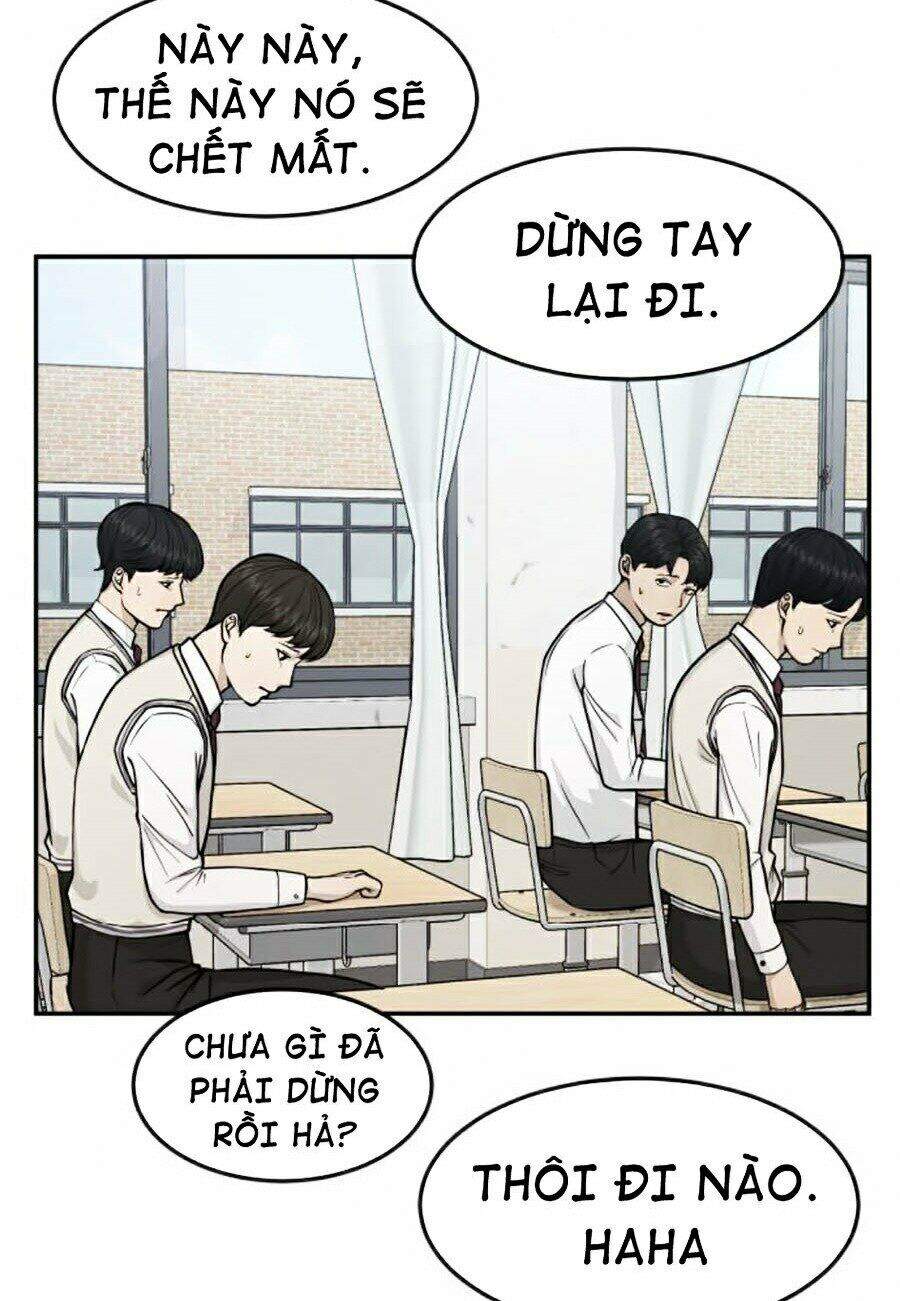 NÀY NÀY,
THẾ NÀY NÓ SẼ
CHẾT MẤT.
DỪNG TAY
LẠI ĐI.
CHƯA GÌ ĐÃ
PHẢI DỪNG
RỒI HẢ?
THÔI ĐI NÀO.
HAHA